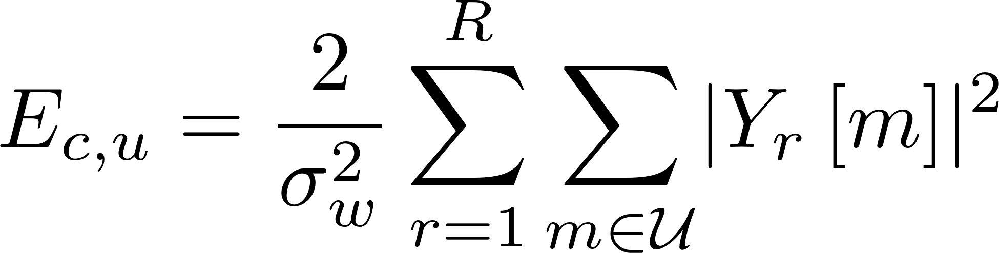 $E_{c,u} = \frac{2}{\sigma_w^2} \sum_{r=1}^{R} \sum_{m \in \mathcal{U}} |Y_r [m]|^2$